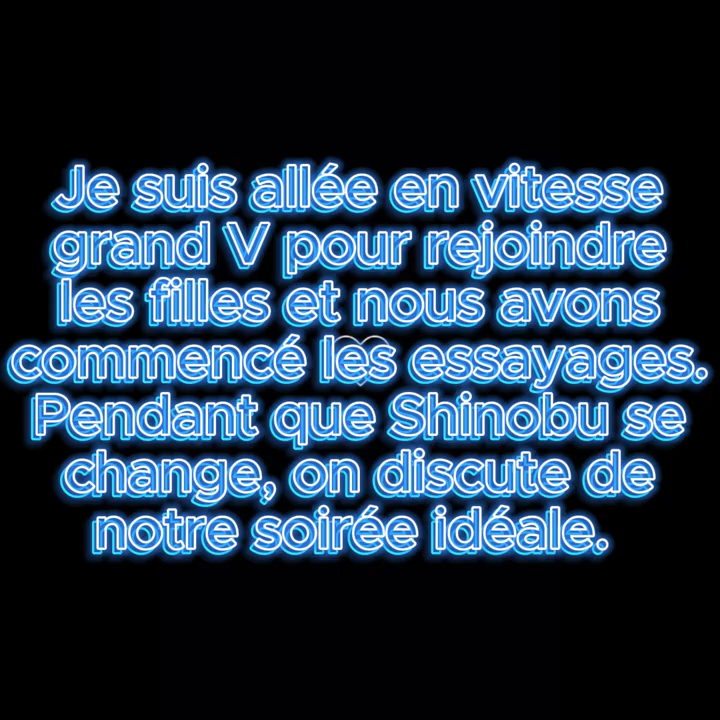 Je suis allée en vitesse
grand V pour rejoindre
les filles et nous avons
commencé les essayages.
Pendant que Shinobu se
change, on discute de
notre soirée idéale.